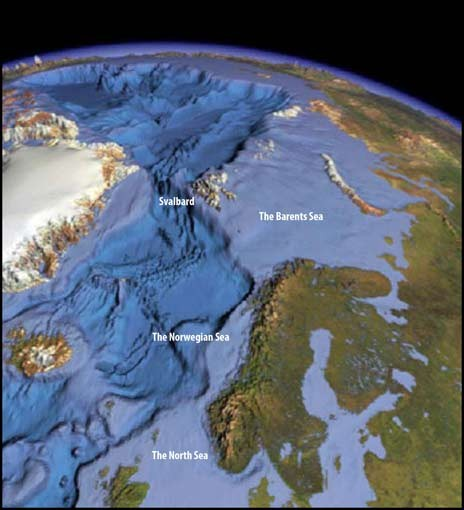 Svalbard
The Barents Sea
The Norwegian Sea
The North Sea